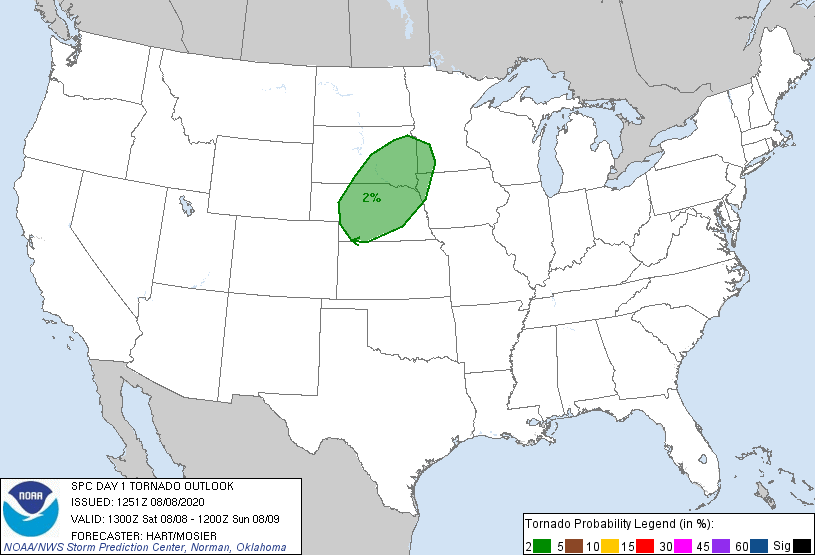 2%
NOAA
SPC DAY 1 TORNADO OUTLOOK
ISSUED: 1251Z 08/08/2020
VALID: 1300Z Sat 08/08 - 1200Z Sun 08/09
FORECASTER: HART/MOSIER
NOAA/NWS Storm Prediction Center, Norman, Oklahoma
Tornado Probability Legend (in %):
2 5 10 15 30 45 60 Sig